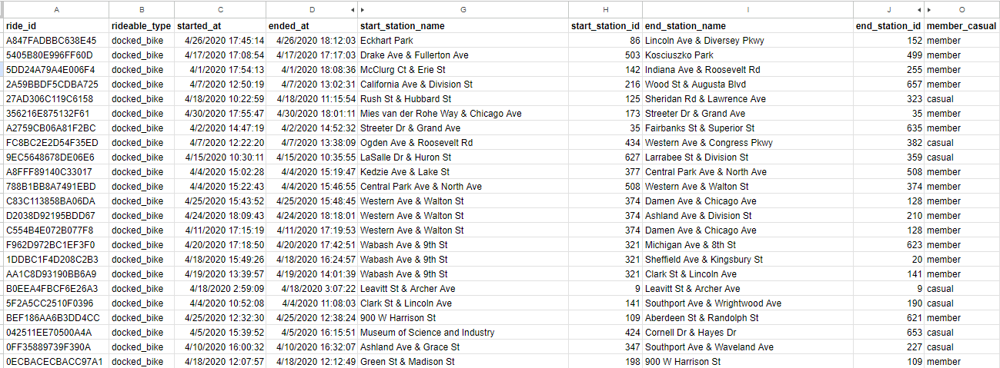 A B C D G H I J O
ride_id rideable_type started_at ended_at start_station_name start_station_id end_station_name end_station_id member_casual
A847FADBBC638E45 docked_bike 4/26/2020 17:45:14 4/26/2020 18:12:03 Eckhart Park 86 Lincoln Ave & Diversey Pkwy 152 member
5405B80E996FF60D docked_bike 4/17/2020 17:08:54 4/17/2020 17:17:03 Drake Ave & Fullerton Ave 503 Kosciuszko Park 499 member
5DD24A79A4E006F4 docked_bike 4/1/2020 17:54:13 4/1/2020 18:08:36 McClurg Ct & Erie St 142 Indiana Ave & Roosevelt Rd 255 member
2A59BBDF5CDBA725 docked_bike 4/7/2020 12:50:19 4/7/2020 13:02:31 California Ave & Division St 216 Wood St & Augusta Blvd 657 member
27AD306C119C6158 docked_bike 4/18/2020 10:22:59 4/18/2020 11:15:54 Rush St & Hubbard St 125 Sheridan Rd & Lawrence Ave 323 casual
356216E875132F61 docked_bike 4/30/2020 17:55:47 4/30/2020 18:01:11 Mies van der Rohe Way & Chicago Ave 173 Streeter Dr & Grand Ave 35 member
A2759CB06A81F2BC docked_bike 4/2/2020 14:47:19 4/2/2020 14:52:32 Streeter Dr & Grand Ave 35 Fairbanks St & Superior St 635 member
FC8BC2E2D54F35ED docked_bike 4/7/2020 12:22:20 4/7/2020 13:38:09 Ogden Ave & Roosevelt Rd 434 Western Ave & Congress Pkwy 382 casual
9EC5648678DE06E6 docked_bike 4/15/2020 10:30:11 4/15/2020 10:35:55 LaSalle Dr & Huron St 627 Larrabee St & Division St 359 casual
A8FFF89140C33017 docked_bike 4/4/2020 15:02:28 4/4/2020 15:19:47 Kedzie Ave & Lake St 377 Central Park Ave & North Ave 508 member
788B1BB8A7491EBD docked_bike 4/4/2020 15:22:43 4/4/2020 15:46:55 Central Park Ave & North Ave 508 Western Ave & Walton St 374 member
C83C113858BA06DA docked_bike 4/25/2020 15:43:52 4/25/2020 15:48:45 Western Ave & Walton St 374 Damen Ave & Chicago Ave 128 member
D2038D92195BDD67 docked_bike 4/24/2020 18:09:43 4/24/2020 18:18:01 Western Ave & Walton St 374 Ashland Ave & Division St 210 member
C554B4E072B077F8 docked_bike 4/11/2020 17:15:19 4/11/2020 17:19:53 Western Ave & Walton St 374 Damen Ave & Chicago Ave 128 member
F962D972BC1EF3F0 docked_bike 4/20/2020 17:18:50 4/20/2020 17:42:51 Wabash Ave & 9th St 321 Michigan Ave & 8th St 623 member
1DDBC1F4D208C2B3 docked_bike 4/18/2020 15:49:26 4/18/2020 16:24:57 Wabash Ave & 9th St 321 Sheffield Ave & Kingsbury St 20 member
AA1C8D93190BB6A9 docked_bike 4/19/2020 13:39:57 4/19/2020 14:01:39 Wabash Ave & 9th St 321 Clark St & Lincoln Ave 141 member
B0EEA4FBCF6E26A3 docked_bike 4/18/2020 2:59:09 4/18/2020 3:07:22 Leavitt St & Archer Ave 9 Leavitt St & Archer Ave 9 casual
5F2A5CC2510F0396 docked_bike 4/4/2020 10:52:08 4/4/2020 11:08:03 Clark St & Lincoln Ave 141 Southport Ave & Wrightwood Ave 190 casual
BEF186AA6B3DD4CC docked_bike 4/25/2020 12:32:30 4/25/2020 12:38:24 900 W Harrison St 109 Aberdeen St & Randolph St 621 member
042511EE70500A4A docked_bike 4/5/2020 15:39:52 4/5/2020 16:15:51 Museum of Science and Industry 424 Cornell Dr & Hayes Dr 653 casual
0FF35889739F390A docked_bike 4/10/2020 16:00:32 4/10/2020 16:32:07 Ashland Ave & Grace St 347 Southport Ave & Waveland Ave 227 casual
0ECBACECBACC97A1 docked_bike 4/18/2020 12:07:57 4/18/2020 12:12:49 Green St & Madison St 198 900 W Harrison St 109 member